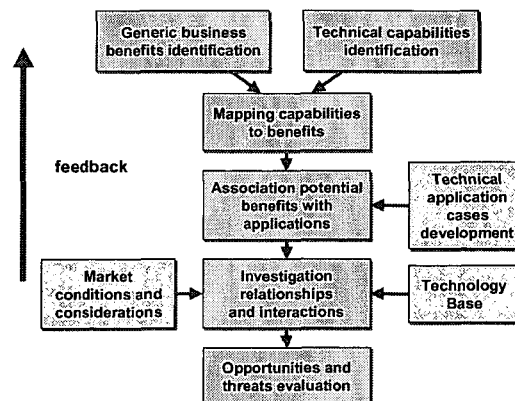 Generic business
benefits identification
Technical capabilities
identification
Mapping capabilities
to benefits
feedback
Association potential
benefits with
applications
Technical
application
cases
development
Market
conditions and
considerations
Investigation
relationships
and interactions
Technology
Base
Opportunities and
threats evaluation